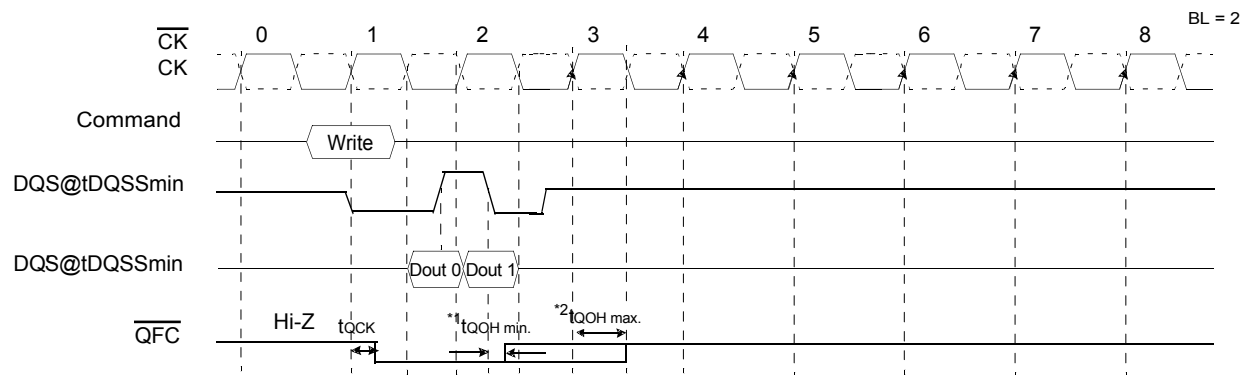 BL = 2
0 1 2 3 4 5 6 7 8
CK
CK
Command
Write
DQS@tDQSSmin
DQS@tDQSSmin
Dout 0 Dout 1
QFC
Hi-Z tQCK *1tQOH min. *2tQOH max.